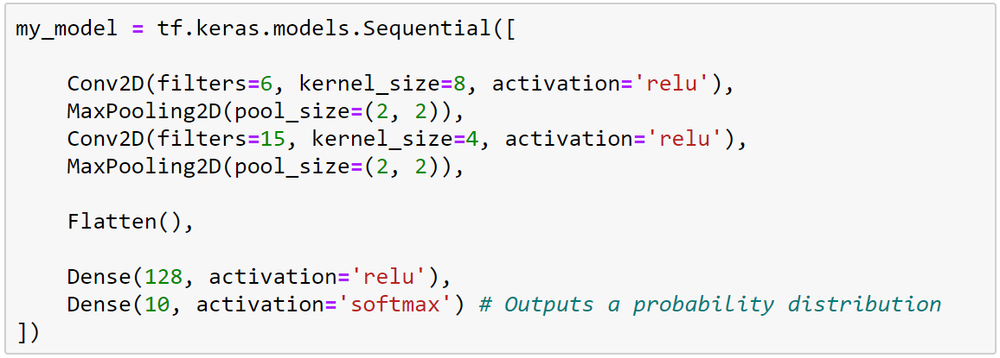 my_model = tf.keras.models.Sequential([
    Conv2D(filters=6, kernel_size=8, activation='relu'),
    MaxPooling2D(pool_size=(2, 2)),
    Conv2D(filters=15, kernel_size=4, activation='relu'),
    MaxPooling2D(pool_size=(2, 2)),
    Flatten(),
    Dense(128, activation='relu'),
    Dense(10, activation='softmax') # Outputs a probability distribution
])